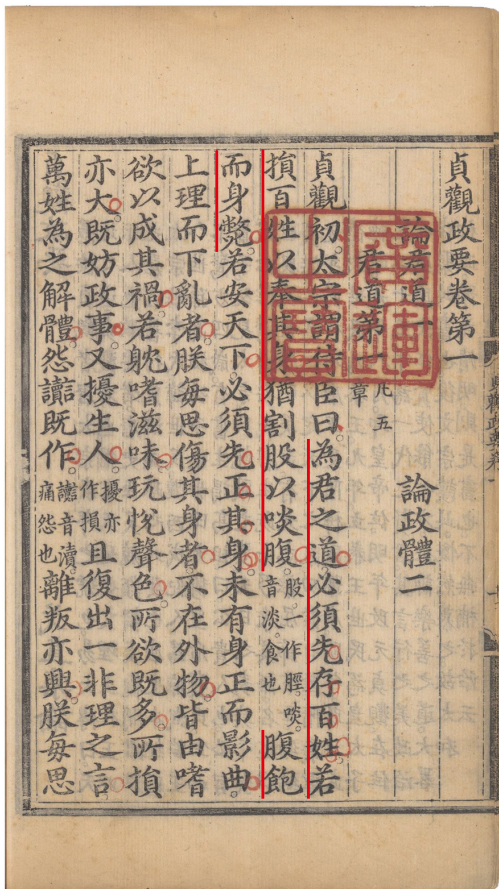 貞觀政要卷第一
論君道一　論政體二
君道第一凡五章
貞觀初太宗謂侍臣曰為君之道必須先存百姓若
損百姓以奉其身猶割股以啖腹股一作脛啖音淡食也腹飽
而身斃若安天下必須先正其身未有身正而影曲
上理而下亂者朕每思傷其身者不在外物皆由嗜
欲以成其禍若躭嗜滋味玩悅聲色所欲既多所損
亦大既妨政事又擾生人擾亦作損且復出一非理之言
萬姓為之解體怨讟既作讟音瀆痛怨也離叛亦興朕每思